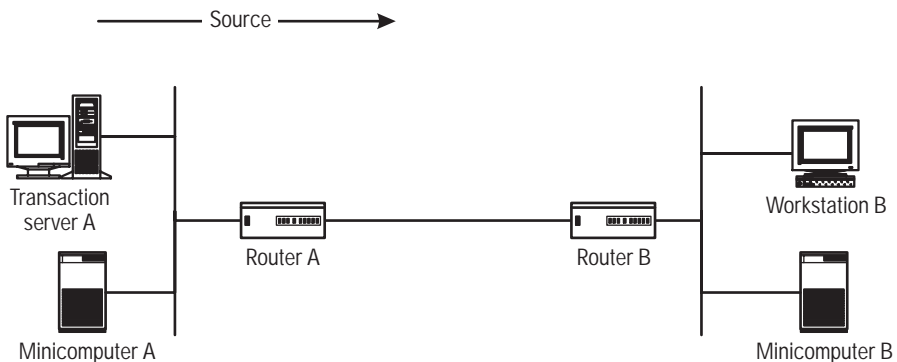 Source
Transaction
server A
Workstation B
Router A
Router B
Minicomputer A
Minicomputer B